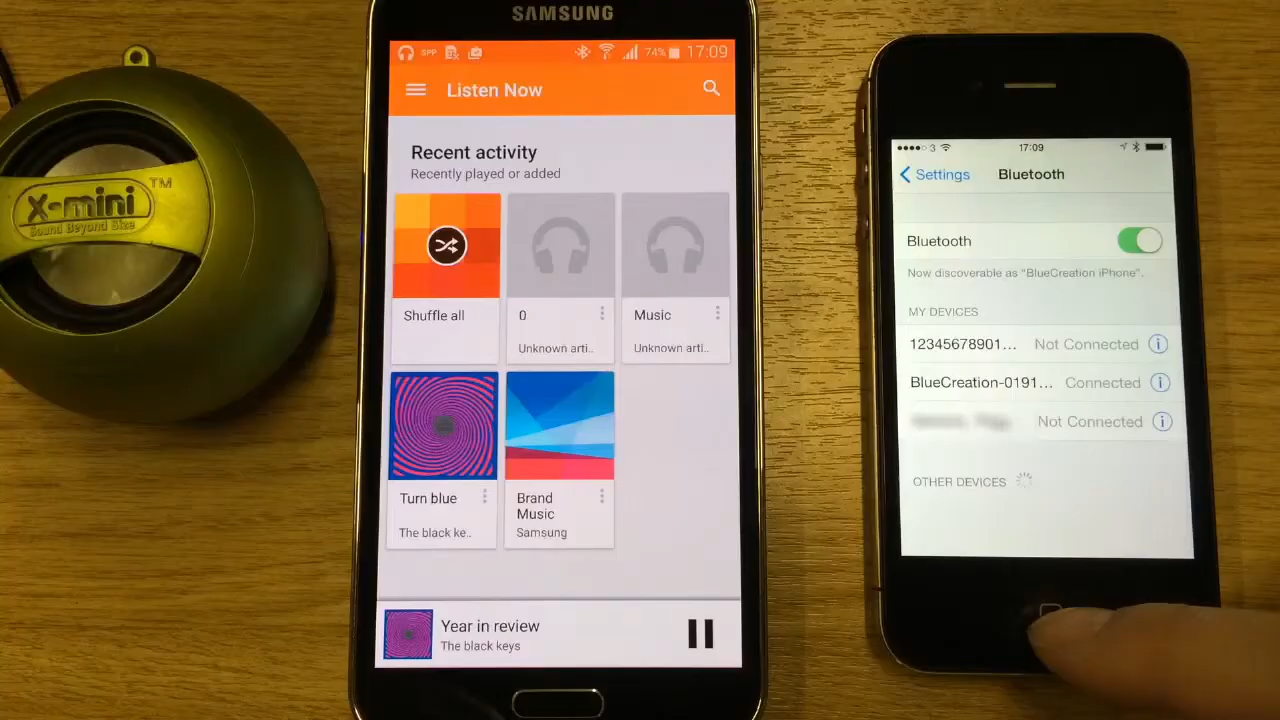 X-mini™
Sound Beyond Size
SAMSUNG
SPP
74%
17:09
Listen Now
Recent activity
Recently played or added
Shuffle all
0
Unknown arti..
Music
Unknown arti..
Turn blue
The black ke..
Brand
Music
Samsung
Year in review
The black keys
3
17:09
Settings
Bluetooth
Bluetooth
Now discoverable as "BlueCreation iPhone".
MY DEVICES
12345678901... Not Connected
BlueCreation-0191... Connected
Not Connected
OTHER DEVICES